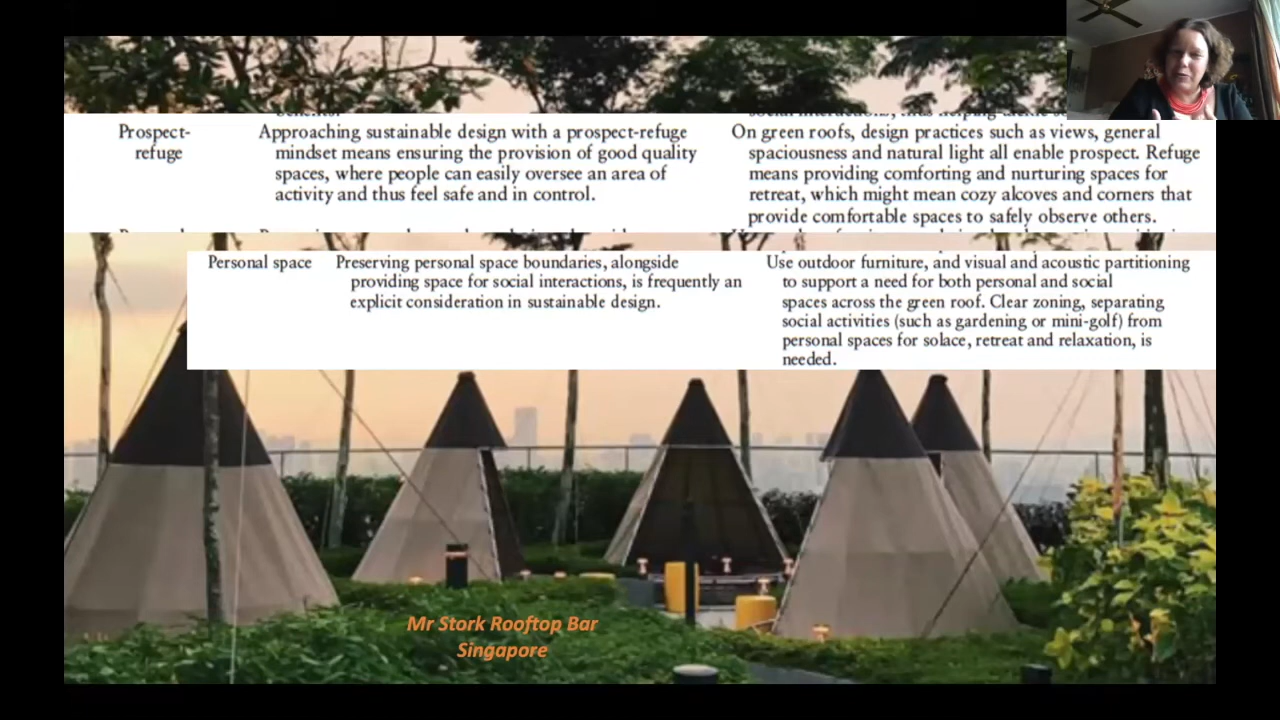 Prospect-
refuge
Approaching sustainable design with a prospect-refuge
mindset means ensuring the provision of good quality
spaces, where people can easily oversee an area of
activity and thus feel safe and in control.
On green roofs, design practices such as views, general
spaciousness and natural light all enable prospect. Refuge
means providing comforting and nurturing spaces for
retreat, which might mean cozy alcoves and corners that
provide comfortable spaces to safely observe others.
Personal space
Preserving personal space boundaries, alongside
providing space for social interactions, is frequently an
explicit consideration in sustainable design.
Use outdoor furniture, and visual and acoustic partitioning
to support a need for both personal and social
spaces across the green roof. Clear zoning, separating
social activities (such as gardening or mini-golf) from
personal spaces for solace, retreat and relaxation, is
needed.
Mr Stork Rooftop Bar
Singapore